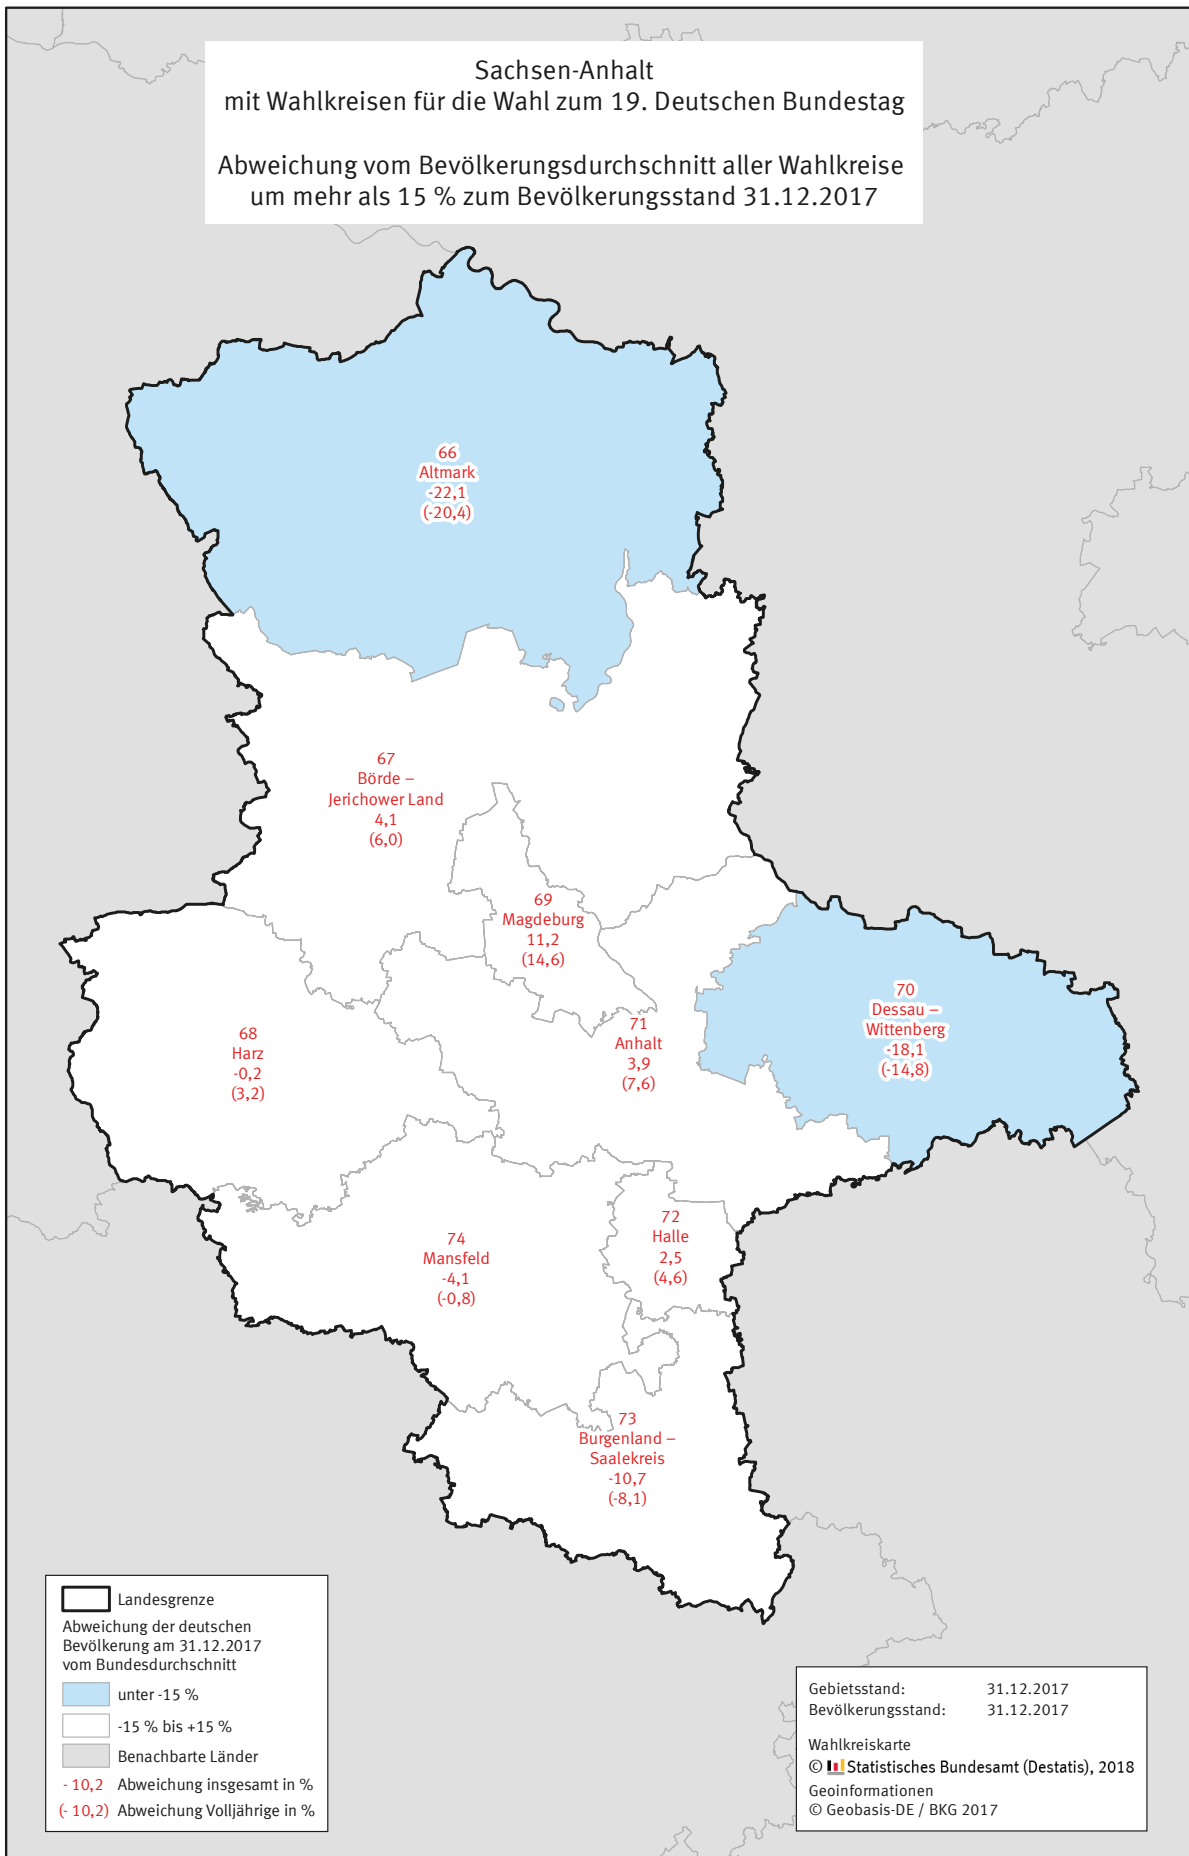 Sachsen-Anhalt
mit Wahlkreisen für die Wahl zum 19. Deutschen Bundestag
Abweichung vom Bevölkerungsdurchschnitt aller Wahlkreise
um mehr als 15 % zum Bevölkerungsstand 31.12.2017
66
Altmark
-22,1
(-20,4)
67
Börde –
Jerichower Land
4,1
(6,0)
69
Magdeburg
11,2
(14,6)
70
Dessau –
Wittenberg
-18,1
(-14,8)
71
Anhalt
3,9
(7,6)
68
Harz
-0,2
(3,2)
72
Halle
2,5
(4,6)
74
Mansfeld
-4,1
(-0,8)
73
Burgenland –
Saalekreis
-10,7
(-8,1)
Landesgrenze
Abweichung der deutschen
Bevölkerung am 31.12.2017
vom Bundesdurchschnitt
unter -15 %
-15 % bis +15 %
Benachbarte Länder
- 10,2 Abweichung insgesamt in %
(- 10,2) Abweichung Volljährige in %
Gebietsstand: 31.12.2017
Bevölkerungsstand: 31.12.2017
Wahlkreiskarte
© Statistisches Bundesamt (Destatis), 2018
Geoinformationen
© Geobasis-DE / BKG 2017